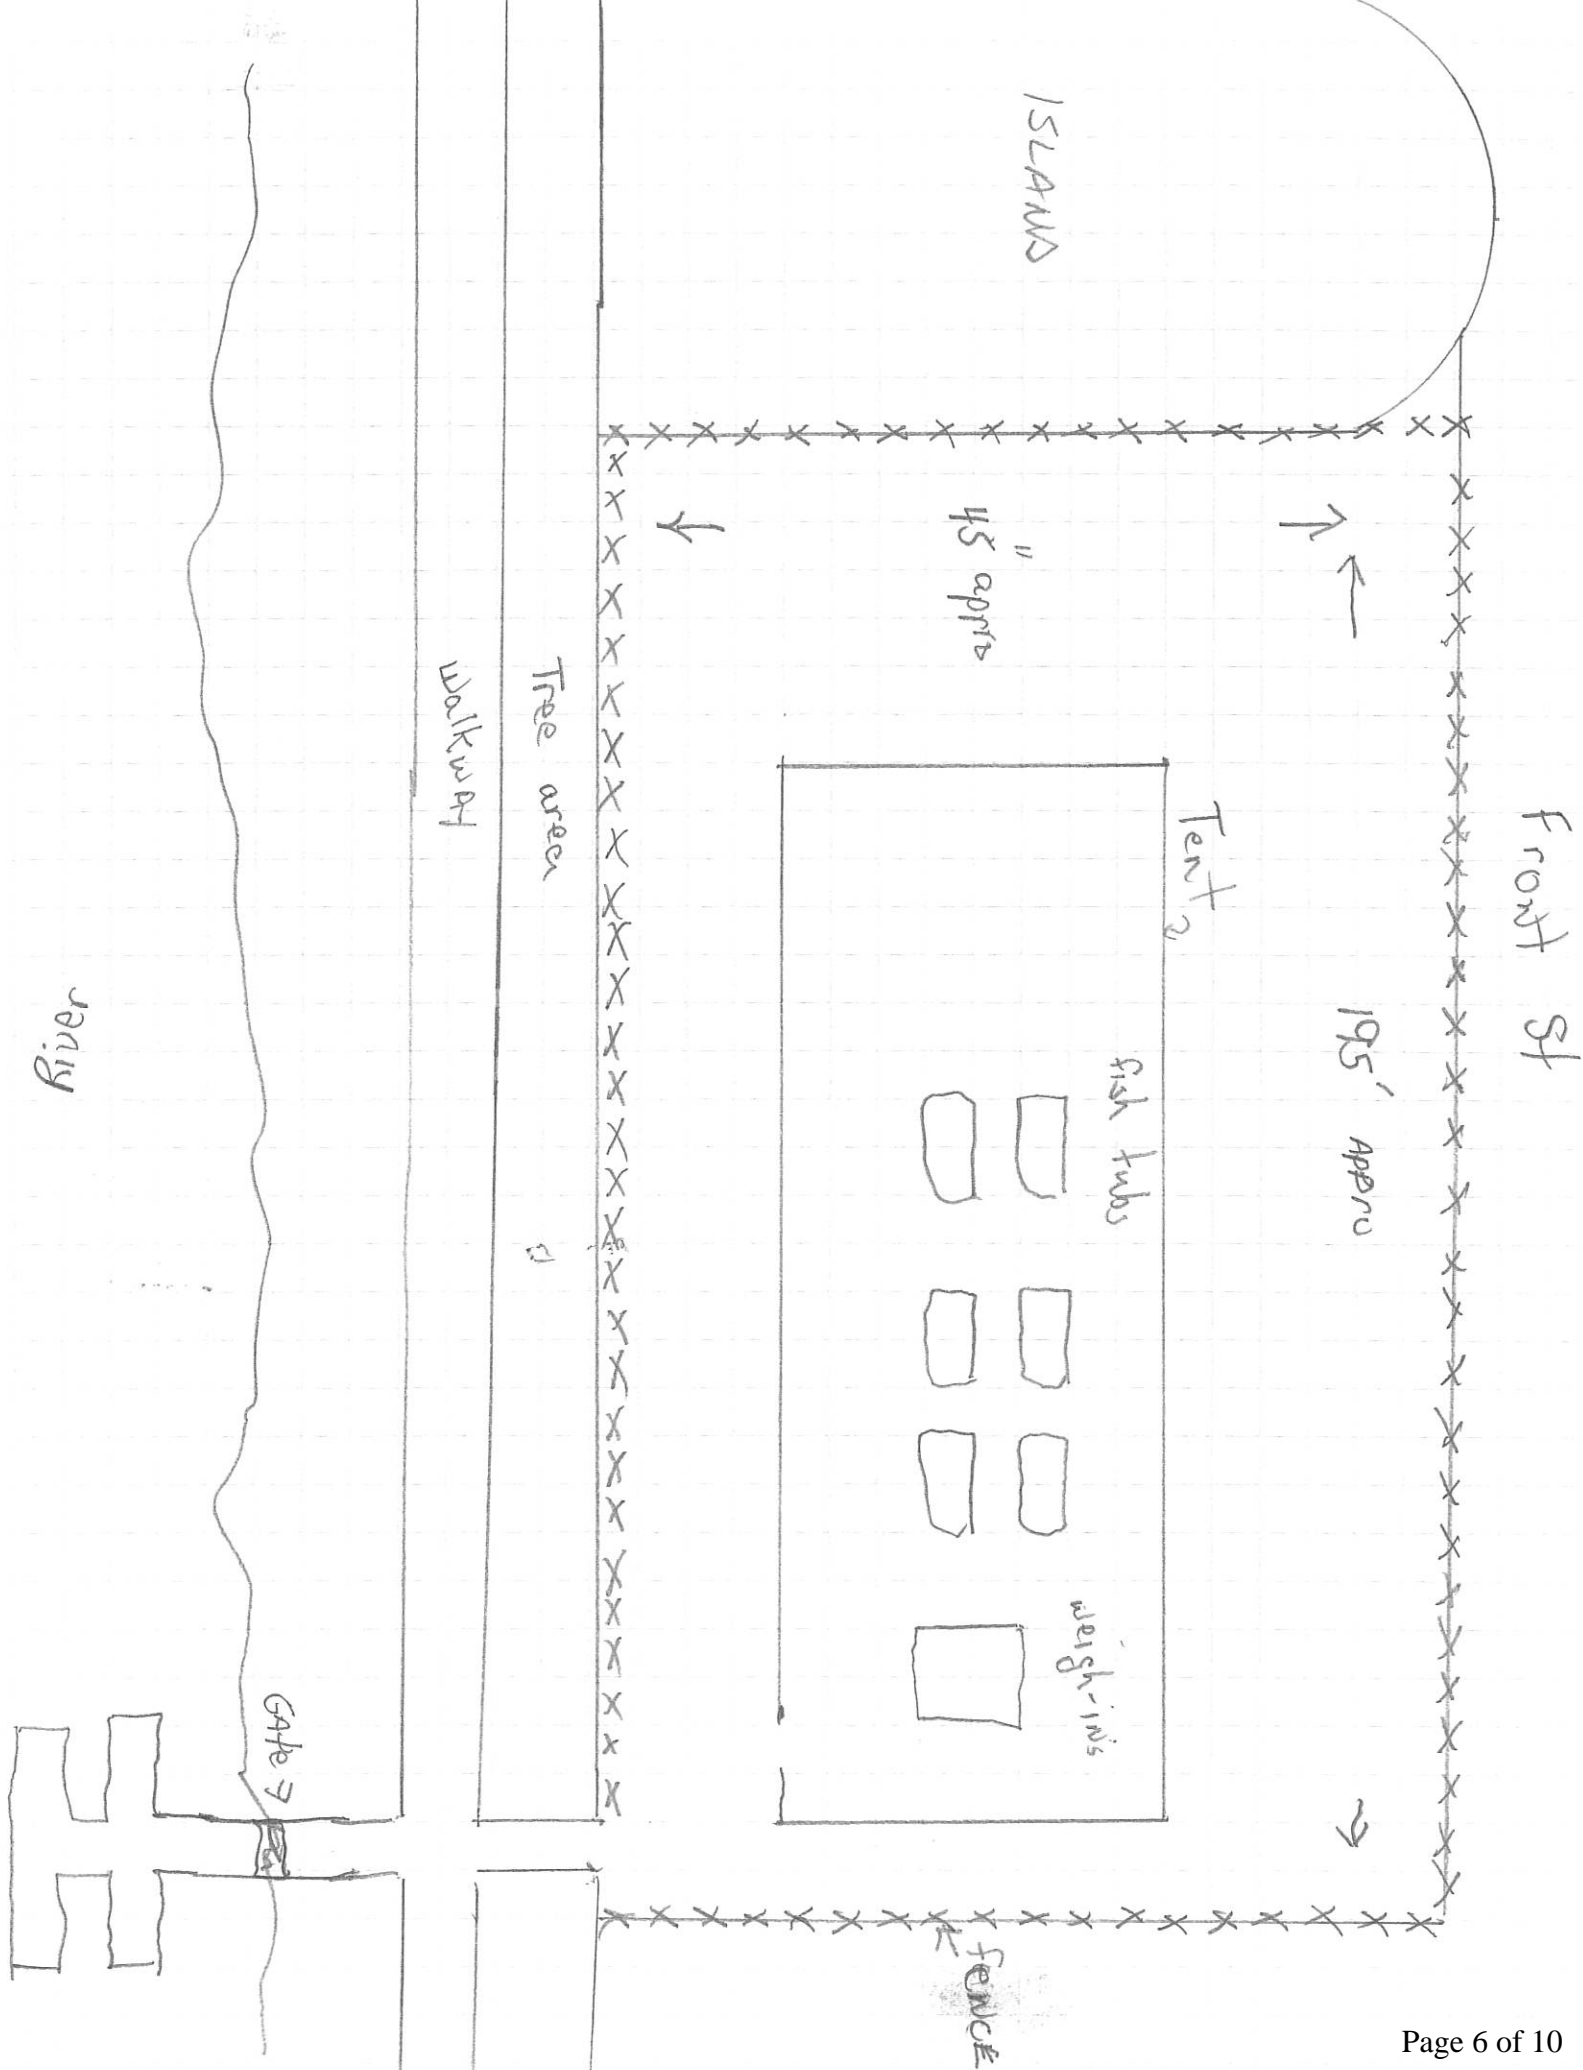 Front St
ISLAND
45" appro
195' Appro
Tent
fish tubs
weigh-ins
Tree area
Walkway
GAte 7
River
fence
Page 6 of 10